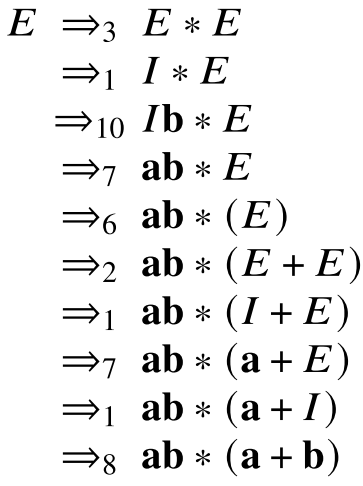 E ⇒₃ E ∗ E
⇒₁ I ∗ E
⇒₁₀ Ib ∗ E
⇒₇ ab ∗ E
⇒₆ ab ∗ (E)
⇒₂ ab ∗ (E + E)
⇒₁ ab ∗ (I + E)
⇒₇ ab ∗ (a + E)
⇒₁ ab ∗ (a + I)
⇒₈ ab ∗ (a + b)